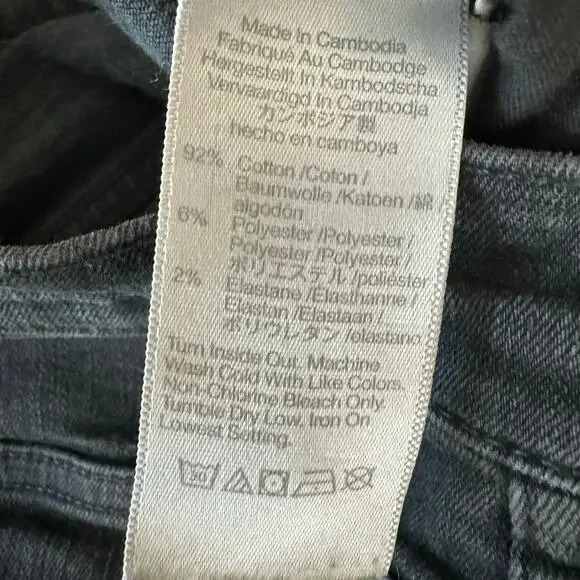 Made In Cambodia
Fabriqué Au Cambodge
Hergestellt In Kambodscha
Vervaardigd In Cambodja
カンボジア製
hecho en camboya
92% Cotton /Coton /
Baumwolle /Katoen /綿 /
algodón
6% Polyester /Polyester /
Polyester /Polyester /
ポリエステル /poliéster
2% Elastane /Elasthanne /
Elastan /Elastaan /
ポリウレタン /elastano
Turn Inside Out. Machine
Wash Cold With Like Colors.
Non-Chlorine Bleach Only.
Tumble Dry Low. Iron On
Lowest Setting.
30